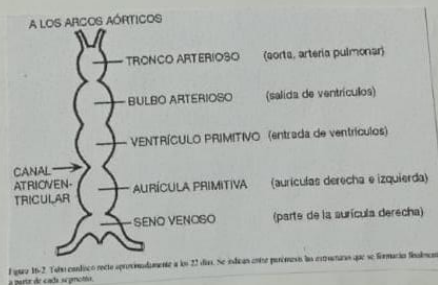 A LOS ARCOS AÓRTICOS
TRONCO ARTERIOSO (aorta, arteria pulmonar)
BULBO ARTERIOSO (salida de ventrículos)
VENTRÍCULO PRIMITIVO (entrada de ventrículos)
CANAL
ATRIOVEN-
TRICULAR
AURÍCULA PRIMITIVA (aurículas derecha e izquierda)
SENO VENOSO (parte de la aurícula derecha)
Figura 16-2. Tubo cardíaco recto aproximadamente a los 22 días. Se indican entre paréntesis las estructuras que se formarán finalmente
a partir de cada segmento.